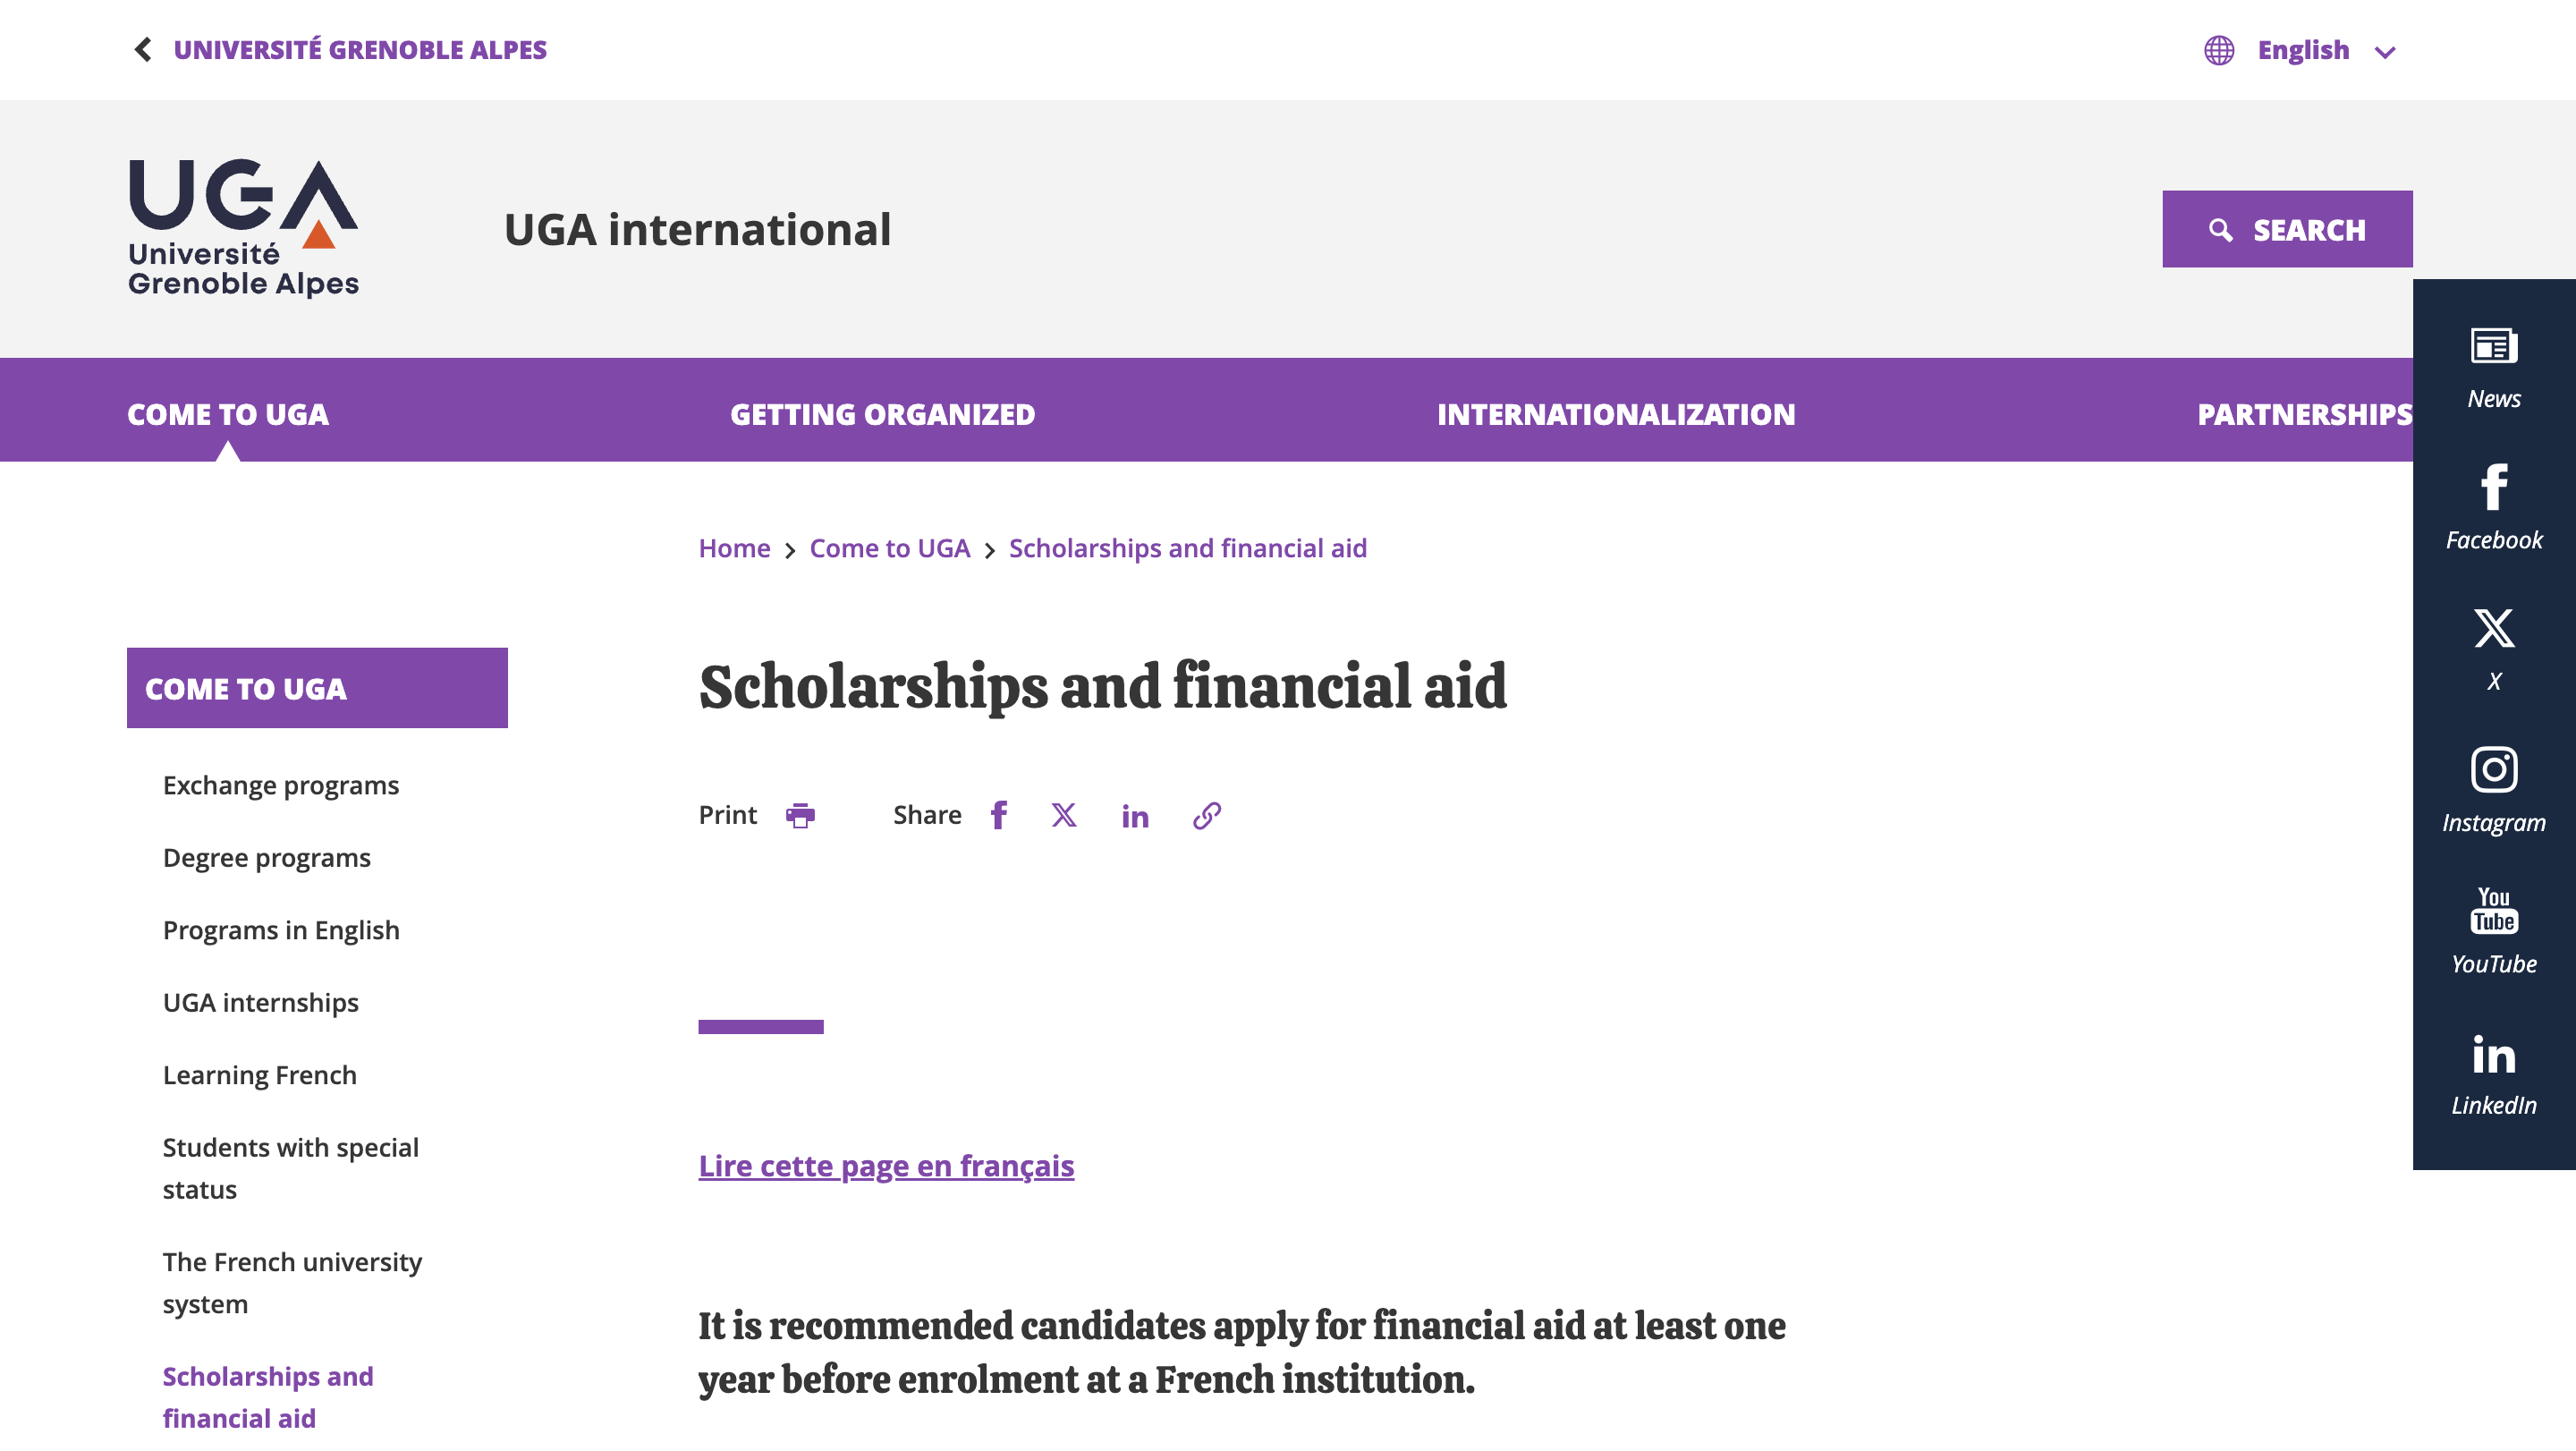 UNIVERSITÉ GRENOBLE ALPES
English
UGA
Université
Grenoble Alpes
UGA international
SEARCH
COME TO UGA
GETTING ORGANIZED
INTERNATIONALIZATION
PARTNERSHIPS
News
Facebook
X
Instagram
You
Tube
YouTube
in
LinkedIn
Home
Come to UGA
Scholarships and financial aid
COME TO UGA
Exchange programs
Degree programs
Programs in English
UGA internships
Learning French
Students with special
status
The French university
system
Scholarships and
financial aid
Scholarships and financial aid
Print
Share
Lire cette page en français
It is recommended candidates apply for financial aid at least one
year before enrolment at a French institution.